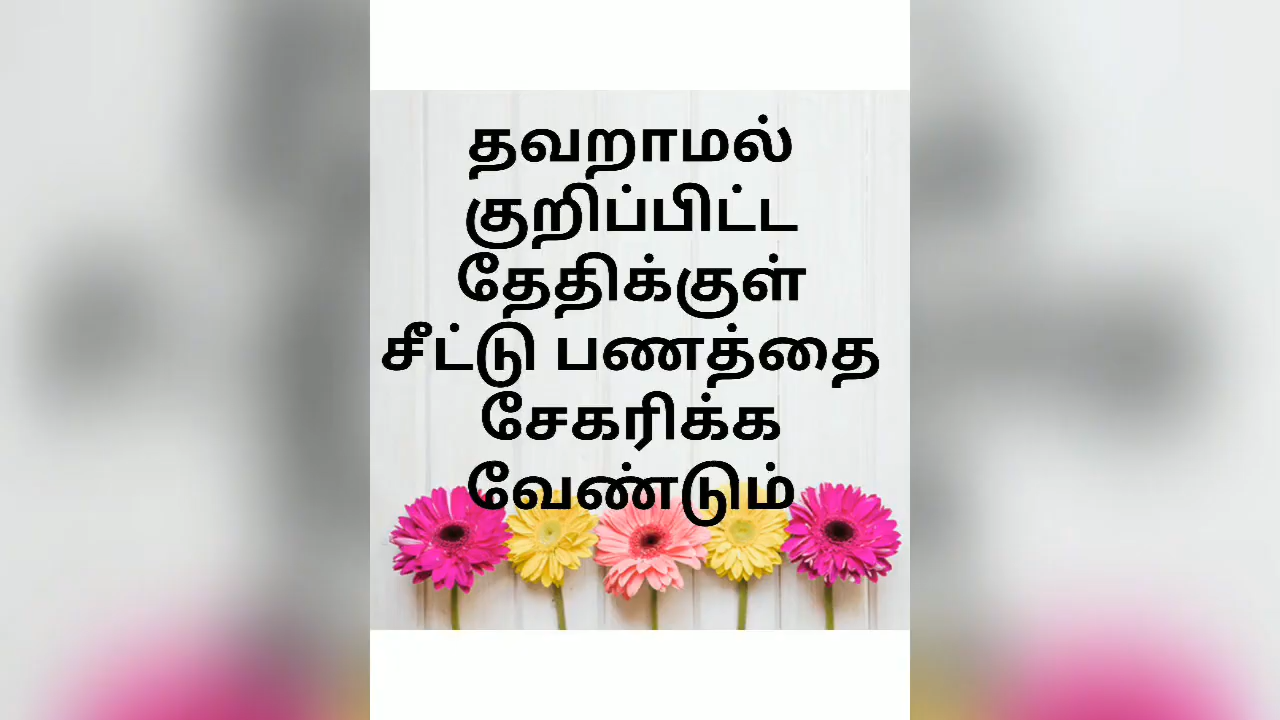 தவறாமல்
குறிப்பிட்ட
தேதிக்குள்
சீட்டு பணத்தை
சேகரிக்க
வேண்டும்